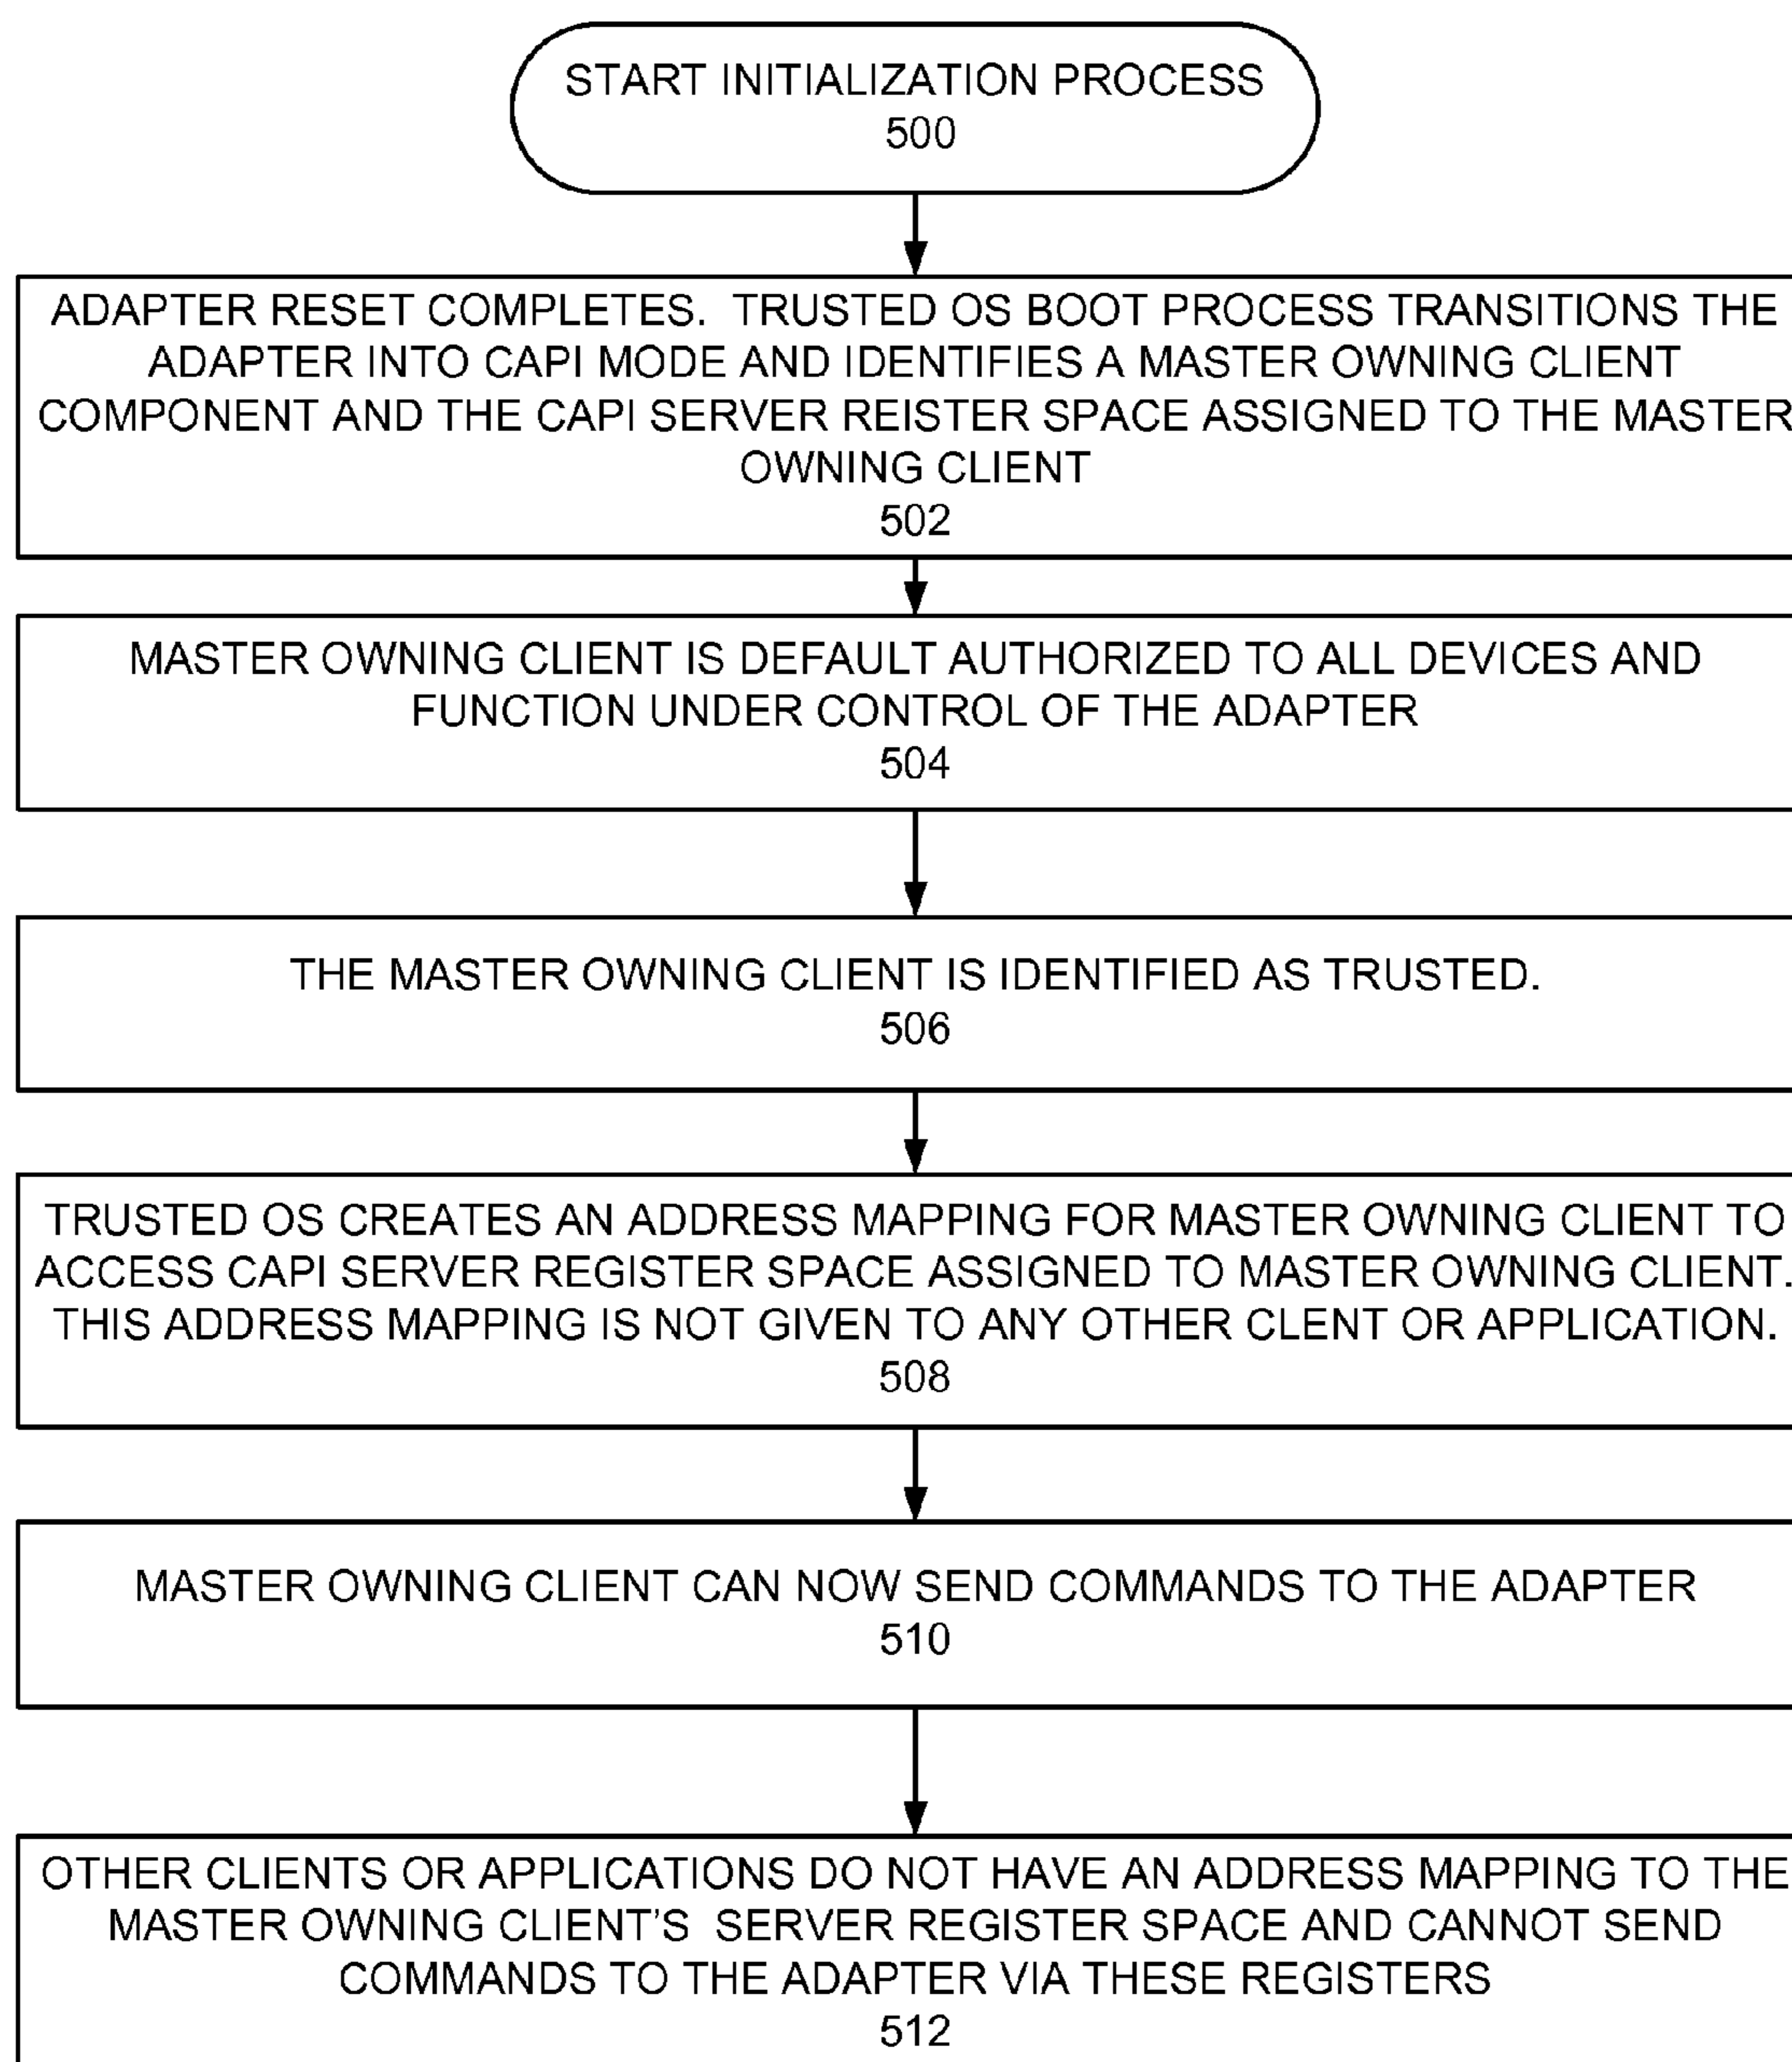 START INITIALIZATION PROCESS
500
ADAPTER RESET COMPLETES. TRUSTED OS BOOT PROCESS TRANSITIONS THE
ADAPTER INTO CAPI MODE AND IDENTIFIES A MASTER OWNING CLIENT
COMPONENT AND THE CAPI SERVER REISTER SPACE ASSIGNED TO THE MASTER
OWNING CLIENT
502
MASTER OWNING CLIENT IS DEFAULT AUTHORIZED TO ALL DEVICES AND
FUNCTION UNDER CONTROL OF THE ADAPTER
504
THE MASTER OWNING CLIENT IS IDENTIFIED AS TRUSTED.
506
TRUSTED OS CREATES AN ADDRESS MAPPING FOR MASTER OWNING CLIENT TO
ACCESS CAPI SERVER REGISTER SPACE ASSIGNED TO MASTER OWNING CLIENT.
THIS ADDRESS MAPPING IS NOT GIVEN TO ANY OTHER CLENT OR APPLICATION.
508
MASTER OWNING CLIENT CAN NOW SEND COMMANDS TO THE ADAPTER
510
OTHER CLIENTS OR APPLICATIONS DO NOT HAVE AN ADDRESS MAPPING TO THE
MASTER OWNING CLIENT'S SERVER REGISTER SPACE AND CANNOT SEND
COMMANDS TO THE ADAPTER VIA THESE REGISTERS
512